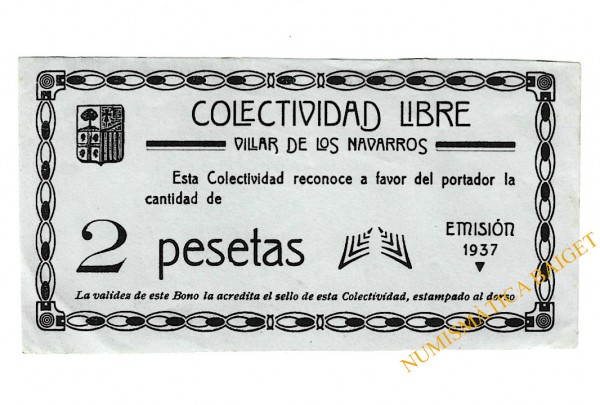 COLECTIVIDAD LIBRE
VILLAR DE LOS NAVARROS
Esta Colectividad reconoce a favor del portador la
cantidad de
2 pesetas
EMISIÓN
1937
La validez de este Bono la acredita el sello de esta Colectividad, estampado al dorso
NUMISMÀTICA BAIGET